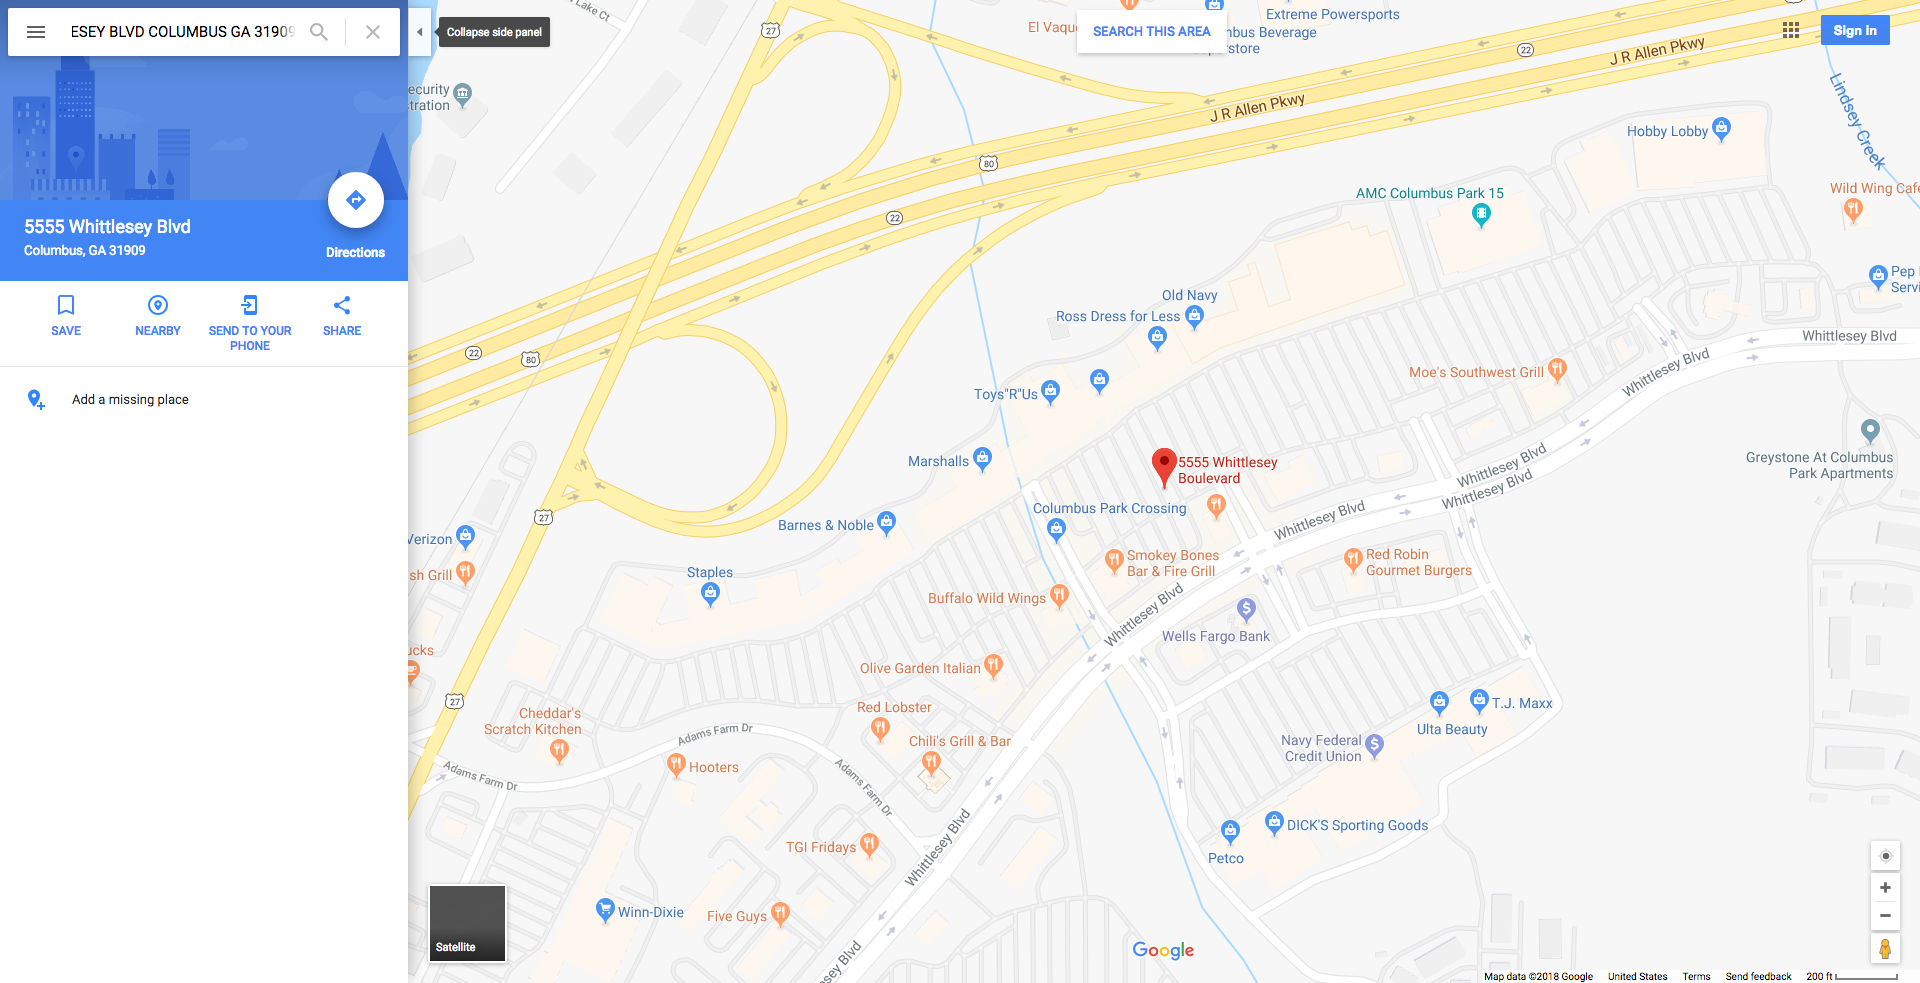 ESEY BLVD COLUMBUS GA 31909
Collapse side panel
SEARCH THIS AREA
Sign in
5555 Whittlesey Blvd
Columbus, GA 31909
Directions
SAVE
NEARBY
SEND TO YOUR
PHONE
SHARE
Add a missing place
Lake Ct
27
El Vaqu
Extreme Powersports
nbus Beverage
erstore
22
J R Allen Pkwy
J R Allen Pkwy
Lindsey Creek
ecurity
stration
80
Hobby Lobby
AMC Columbus Park 15
Wild Wing Cafe
22
Pep
Servi
Old Navy
Ross Dress for Less
Whittlesey Blvd
22
80
Whittlesey Blvd
Moe's Southwest Grill
Toys"R"Us
Marshalls
5555 Whittlesey
Boulevard
Whittlesey Blvd
Whittlesey Blvd
Greystone At Columbus
Park Apartments
Columbus Park Crossing
Whittlesey Blvd
27
Barnes & Noble
Verizon
sh Grill
Smokey Bones
Bar & Fire Grill
Red Robin
Gourmet Burgers
Staples
Buffalo Wild Wings
Whittlesey Blvd
Wells Fargo Bank
ucks
Olive Garden Italian
27
Red Lobster
Cheddar's
Scratch Kitchen
Adams Farm Dr
Chili's Grill & Bar
T.J. Maxx
Ulta Beauty
Navy Federal
Credit Union
Hooters
Adams Farm Dr
Adams Farm Dr
DICK'S Sporting Goods
Petco
TGI Fridays
Whittlesey Blvd
Winn-Dixie
Five Guys
sey Blvd
Satellite
Google
Map data ©2018 Google
United States
Terms
Send feedback
200 ft